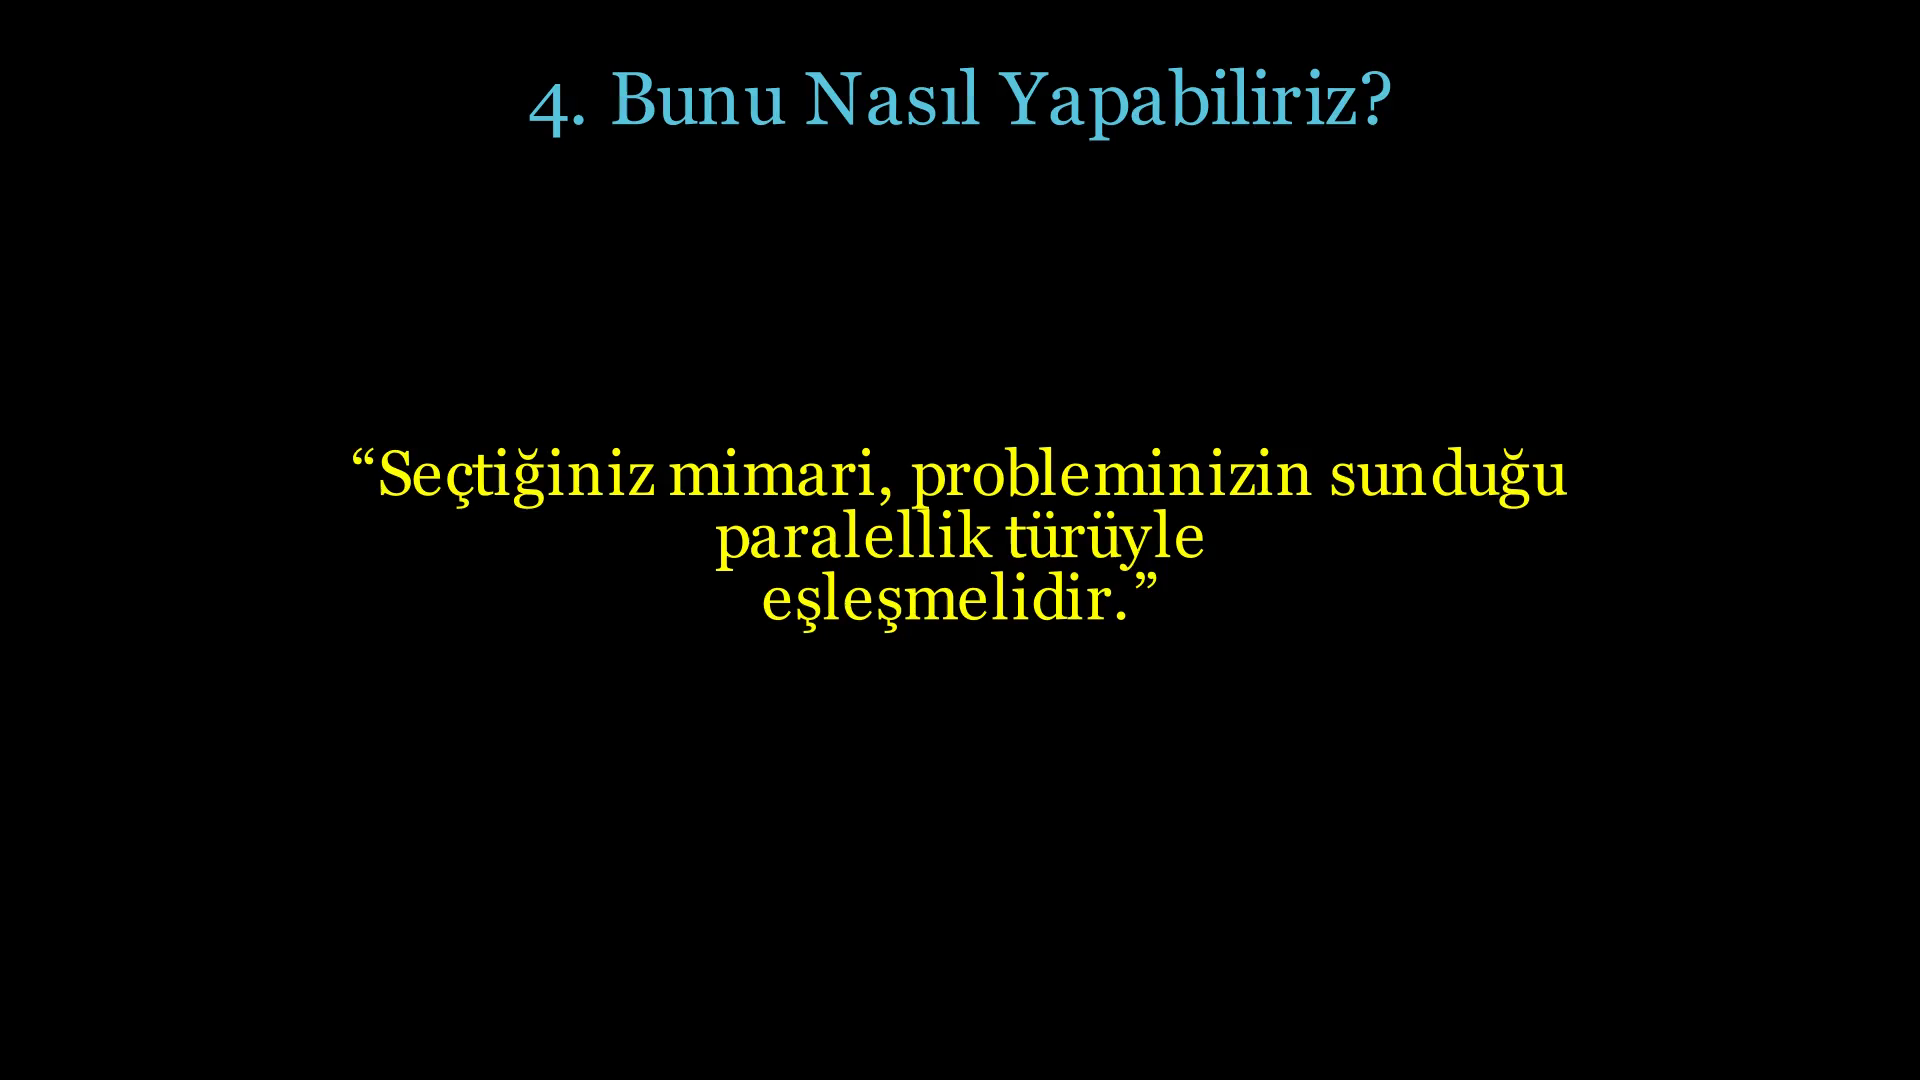 4. Bunu Nasıl Yapabiliriz?
“Seçtiğiniz mimari, probleminizin sunduğu
paralellik türüyle
eşleşmelidir.”